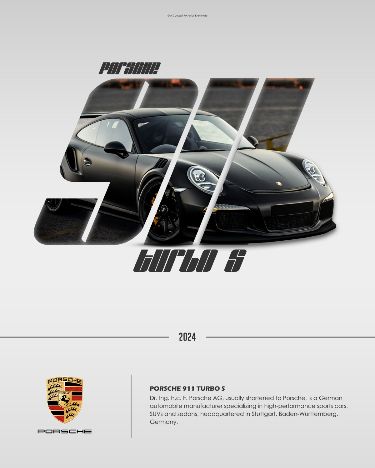 PORSCHE
911
turbo s
2024
PORSCHE
PORSCHE
PORSCHE 911 TURBO S
Dr. Ing. h.c. F. Porsche AG, usually shortened to Porsche, is a German
automobile manufacturer specializing in high-performance sports cars,
SUVs and sedans, headquartered in Stuttgart, Baden-Württemberg,
Germany.